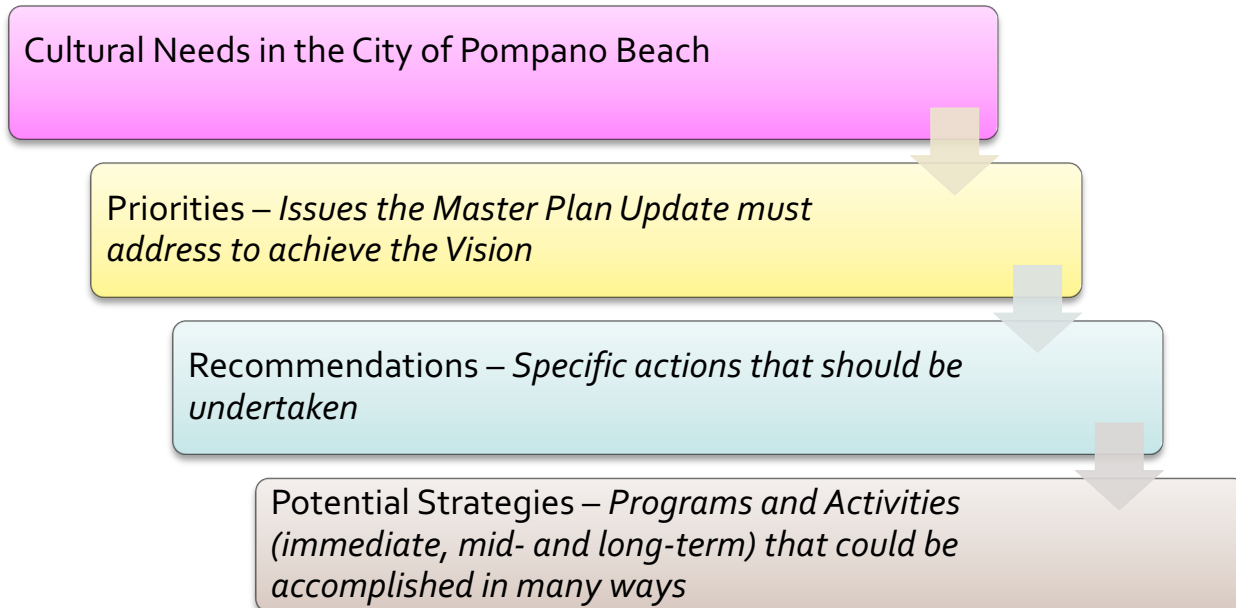 Cultural Needs in the City of Pompano Beach
Priorities – Issues the Master Plan Update must
address to achieve the Vision
Recommendations – Specific actions that should be
undertaken
Potential Strategies – Programs and Activities
(immediate, mid- and long-term) that could be
accomplished in many ways